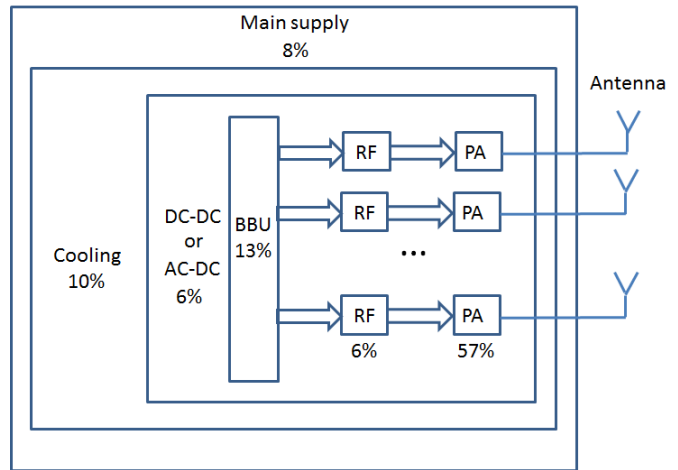 Main supply
8%
Antenna
RF
PA
RF
PA
DC-DC
or
AC-DC
6%
BBU
13%
Cooling
10%
...
RF
PA
6%
57%